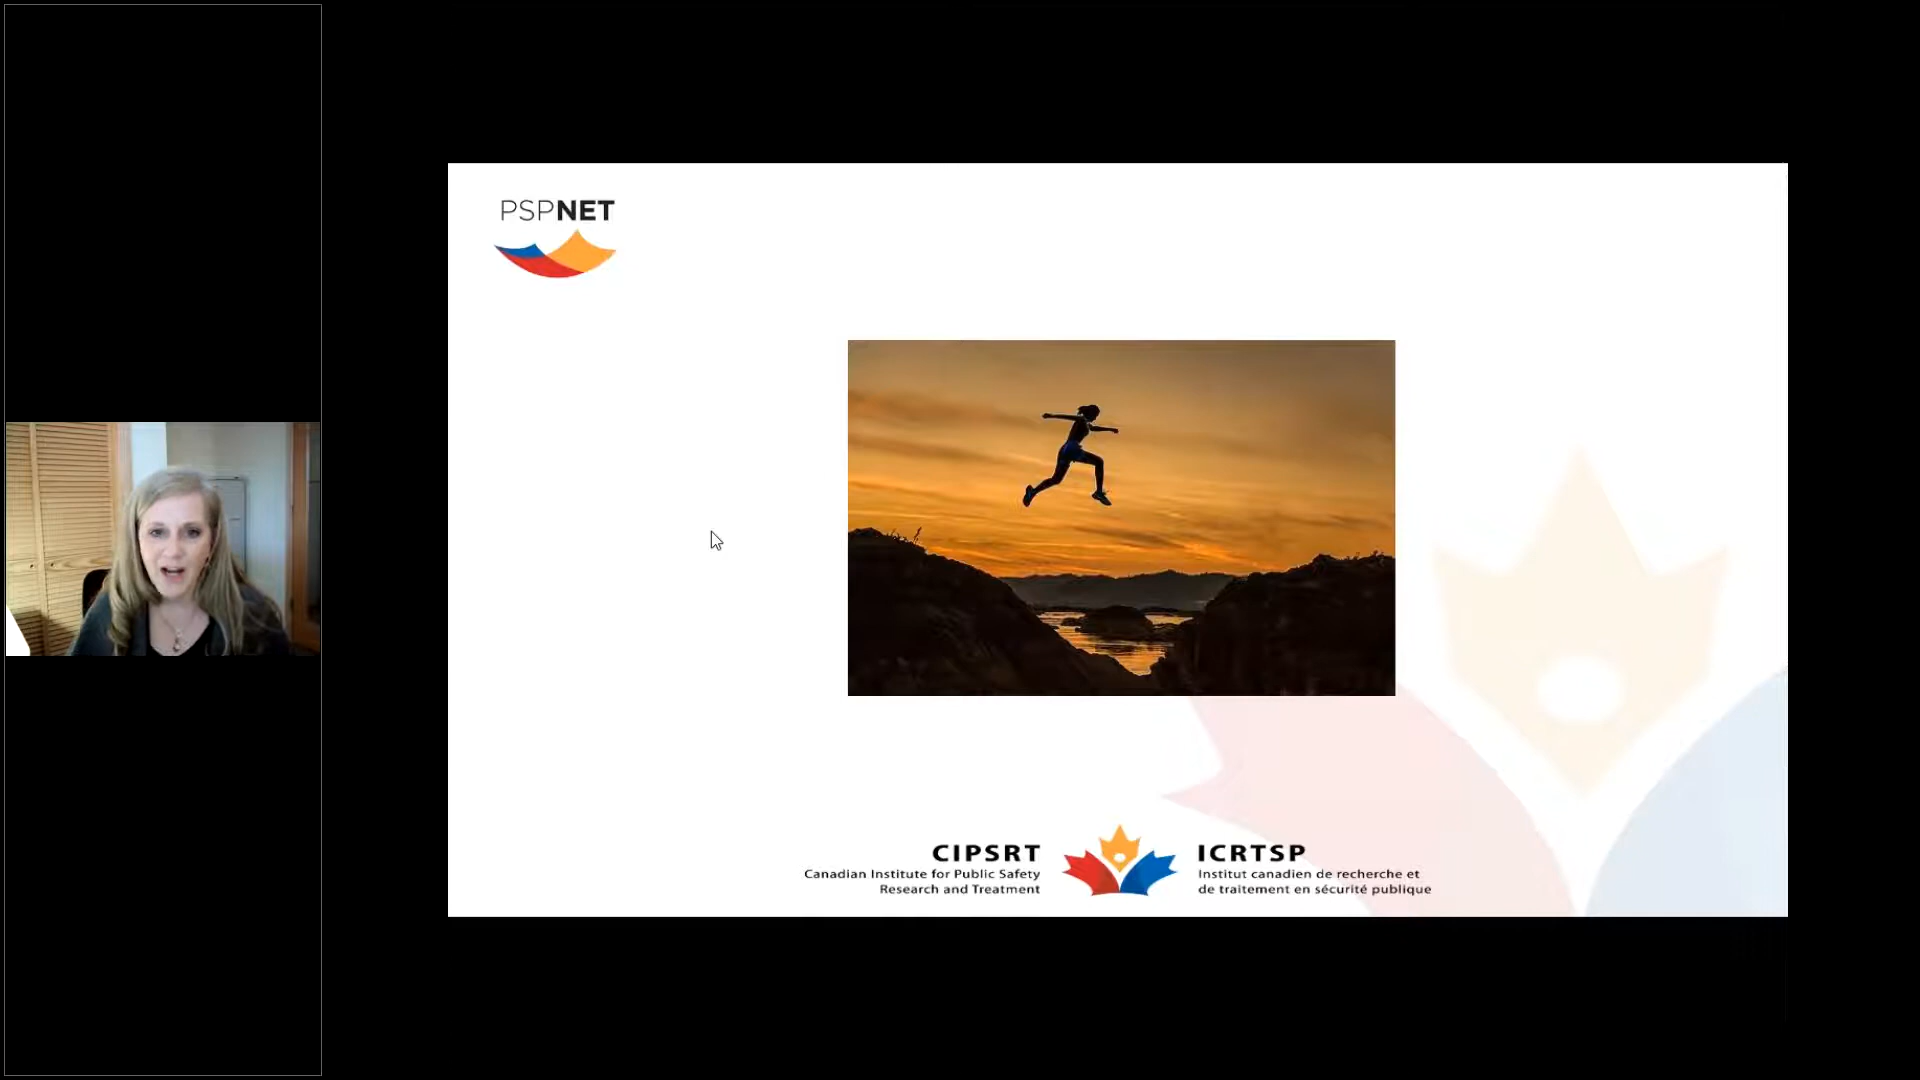 PSPNET
CIPSRT
Canadian Institute for Public Safety
Research and Treatment
ICRTSP
Institut canadien de recherche et
de traitement en sécurité publique